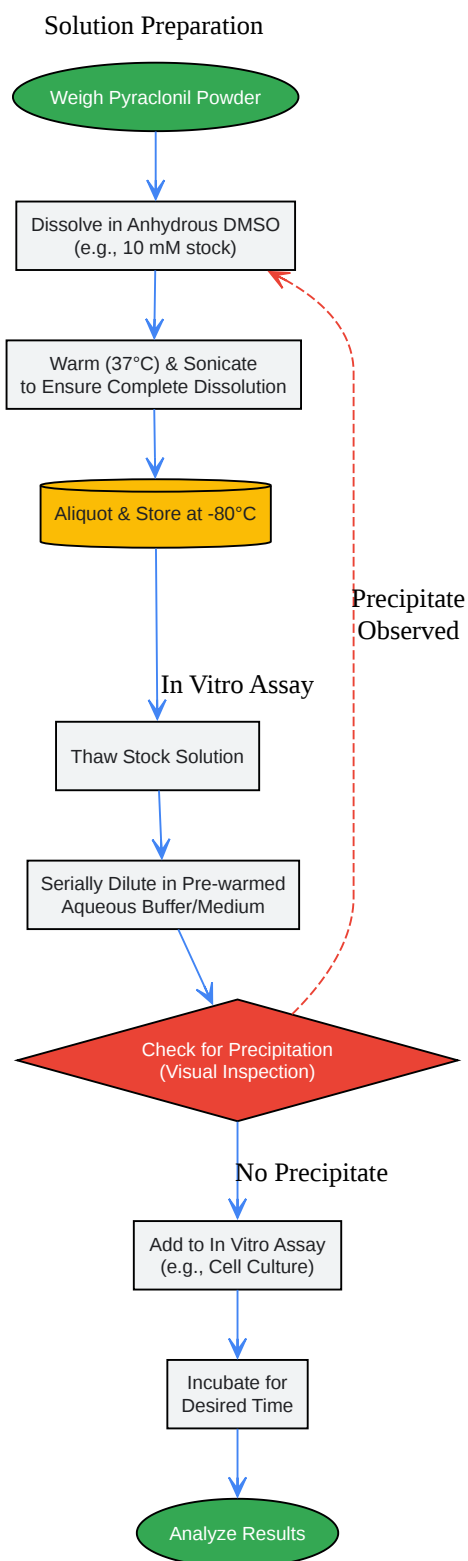 Solution Preparation
Weigh Pyraclonil Powder
Dissolve in Anhydrous DMSO
(e.g., 10 mM stock)
Warm (37°C) & Sonicate
to Ensure Complete Dissolution
Aliquot & Store at -80°C
Precipitate
Observed
In Vitro Assay
Thaw Stock Solution
Serially Dilute in Pre-warmed
Aqueous Buffer/Medium
Check for Precipitation
(Visual Inspection)
No Precipitate
Add to In Vitro Assay
(e.g., Cell Culture)
Incubate for
Desired Time
Analyze Results